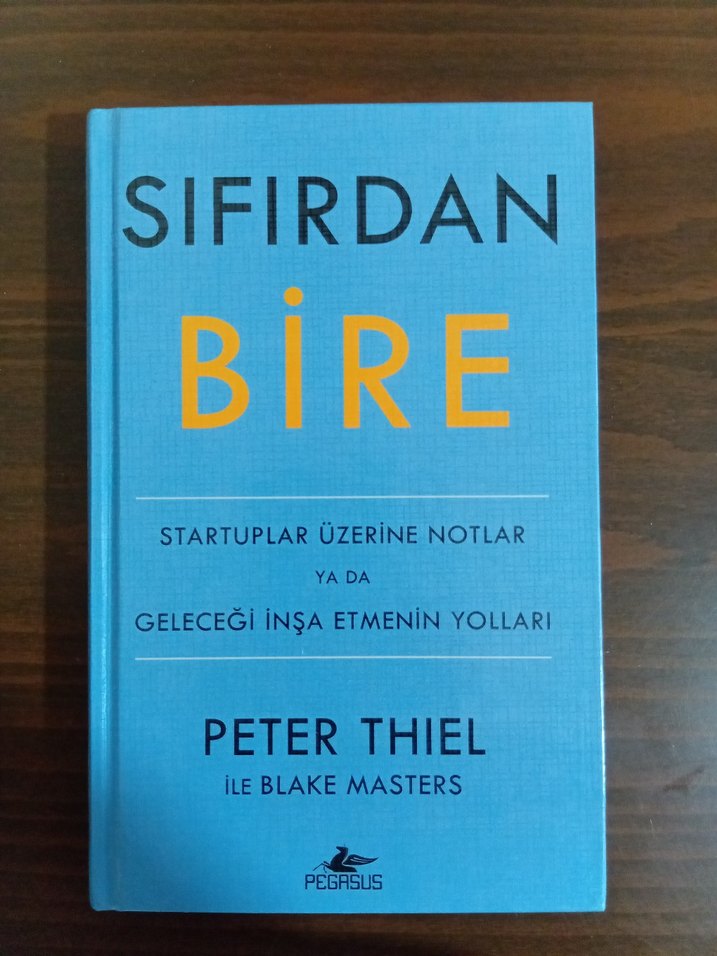 SIFIRDAN
BİRE
STARTUPLAR ÜZERİNE NOTLAR
YA DA
GELECEĞİ İNŞA ETMENİN YOLLARI
PETER THIEL
İLE BLAKE MASTERS
PEGASUS